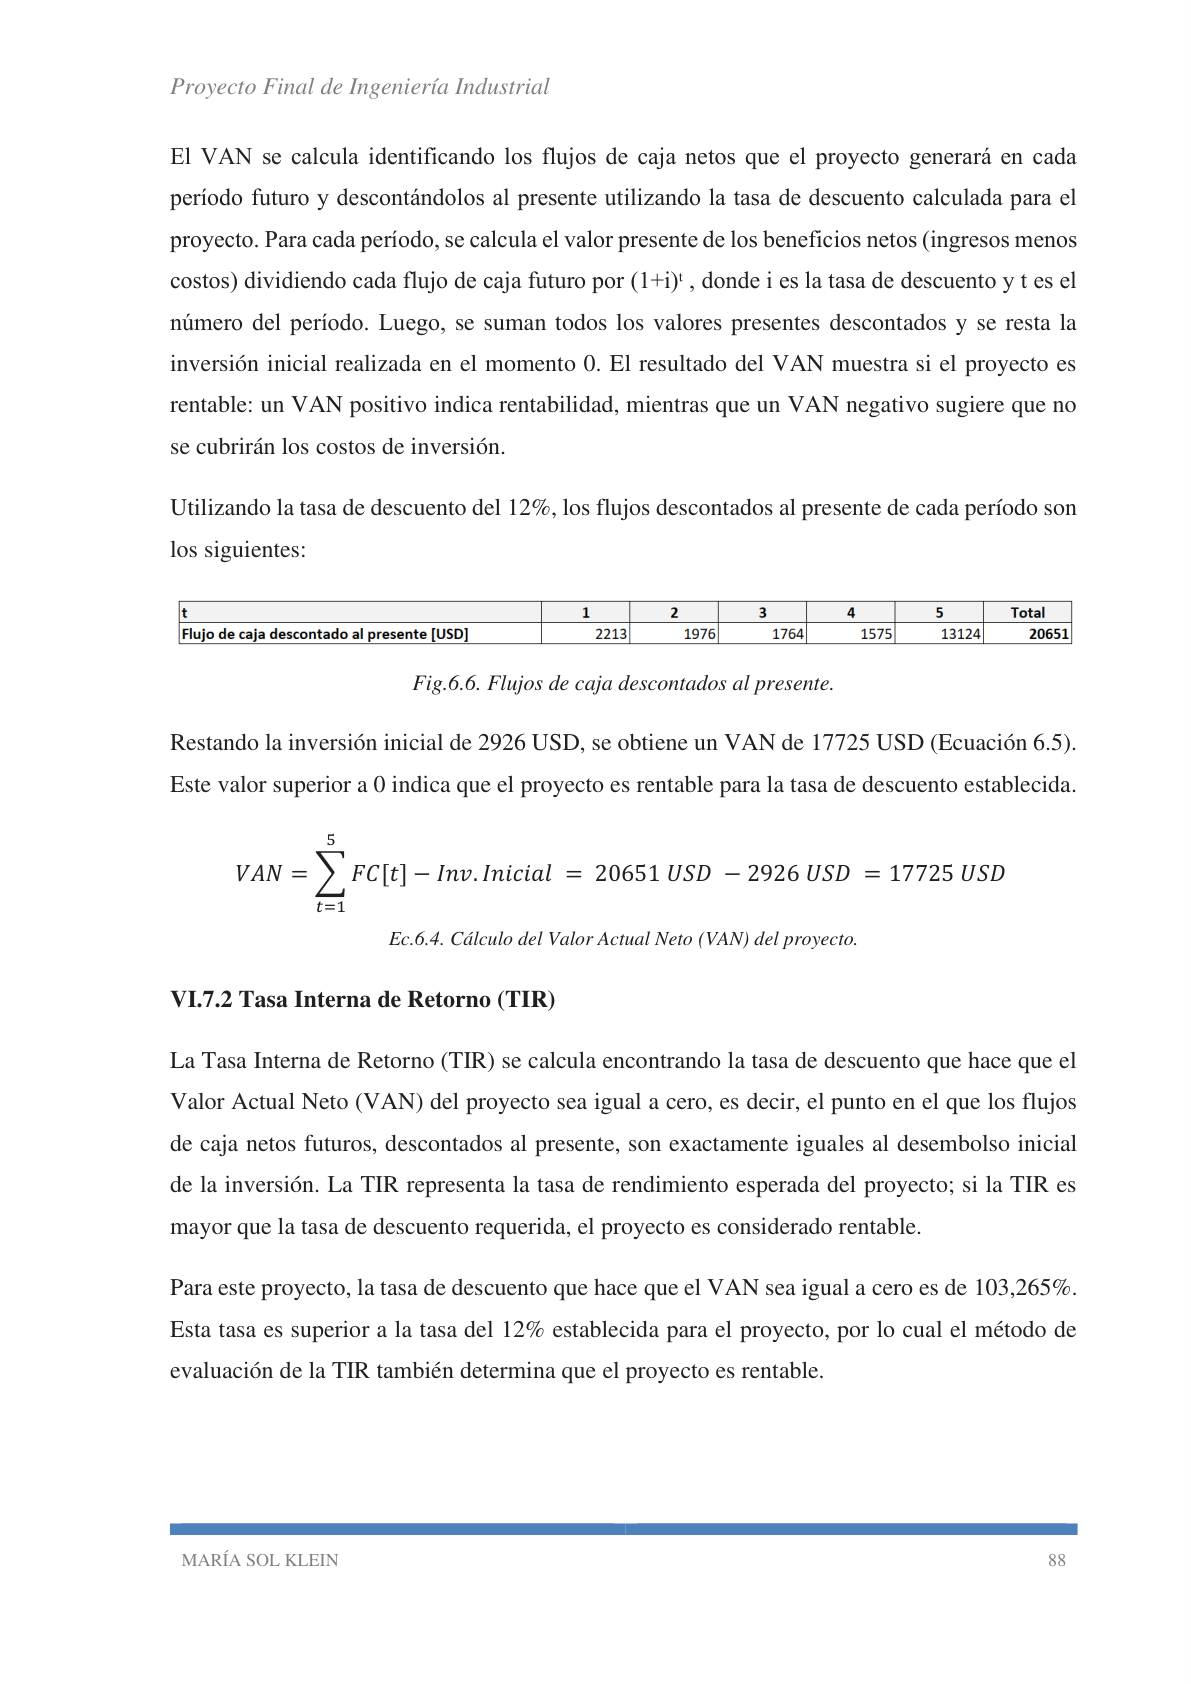 Proyecto Final de Ingeniería Industrial
El VAN se calcula identificando los flujos de caja netos que el proyecto generará en cada
período futuro y descontándolos al presente utilizando la tasa de descuento calculada para el
proyecto. Para cada período, se calcula el valor presente de los beneficios netos (ingresos menos
costos) dividiendo cada flujo de caja futuro por (1+i)ᵗ , donde i es la tasa de descuento y t es el
número del período. Luego, se suman todos los valores presentes descontados y se resta la
inversión inicial realizada en el momento 0. El resultado del VAN muestra si el proyecto es
rentable: un VAN positivo indica rentabilidad, mientras que un VAN negativo sugiere que no
se cubrirán los costos de inversión.
Utilizando la tasa de descuento del 12%, los flujos descontados al presente de cada período son
los siguientes:
t 1 2 3 4 5 Total
Flujo de caja descontado al presente [USD] 2213 1976 1764 1575 13124 20651
Fig.6.6. Flujos de caja descontados al presente.
Restando la inversión inicial de 2926 USD, se obtiene un VAN de 17725 USD (Ecuación 6.5).
Este valor superior a 0 indica que el proyecto es rentable para la tasa de descuento establecida.
5
VAN = ∑ FC[t] − Inv. Inicial = 20651 USD − 2926 USD = 17725 USD
t=1
Ec.6.4. Cálculo del Valor Actual Neto (VAN) del proyecto.
VI.7.2 Tasa Interna de Retorno (TIR)
La Tasa Interna de Retorno (TIR) se calcula encontrando la tasa de descuento que hace que el
Valor Actual Neto (VAN) del proyecto sea igual a cero, es decir, el punto en el que los flujos
de caja netos futuros, descontados al presente, son exactamente iguales al desembolso inicial
de la inversión. La TIR representa la tasa de rendimiento esperada del proyecto; si la TIR es
mayor que la tasa de descuento requerida, el proyecto es considerado rentable.
Para este proyecto, la tasa de descuento que hace que el VAN sea igual a cero es de 103,265%.
Esta tasa es superior a la tasa del 12% establecida para el proyecto, por lo cual el método de
evaluación de la TIR también determina que el proyecto es rentable.
MARÍA SOL KLEIN 88